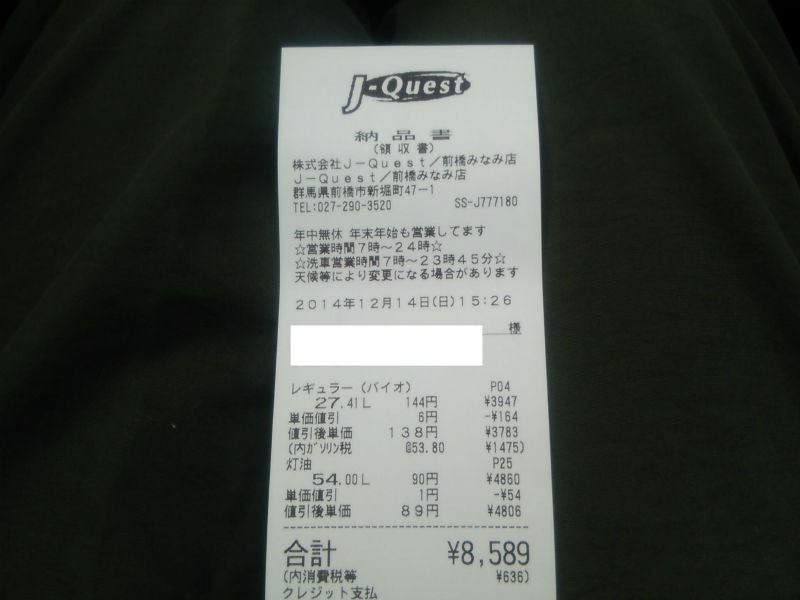 J-Quest
納品書
(領収書)
株式会社J-Quest/前橋みなみ店
J-Quest/前橋みなみ店
群馬県前橋市新堀町47-1
TEL:027-290-3520 SS-J777180
年中無休 年末年始も営業してます
☆営業時間7時~24時☆
☆洗車営業時間7時~23時45分☆
天候等により変更になる場合があります
2014年12月14日(日)15:26
様
レギュラー(バイオ) P04
27.41L 144円 ¥3947
単価値引 6円 -¥164
値引後単価 138円 ¥3783
(内ガソリン税 @53.80 ¥1475)
灯油 P25
54.00L 90円 ¥4860
単価値引 1円 -¥54
値引後単価 89円 ¥4806
合計 ¥8,589
(内消費税等 ¥636)
クレジット支払